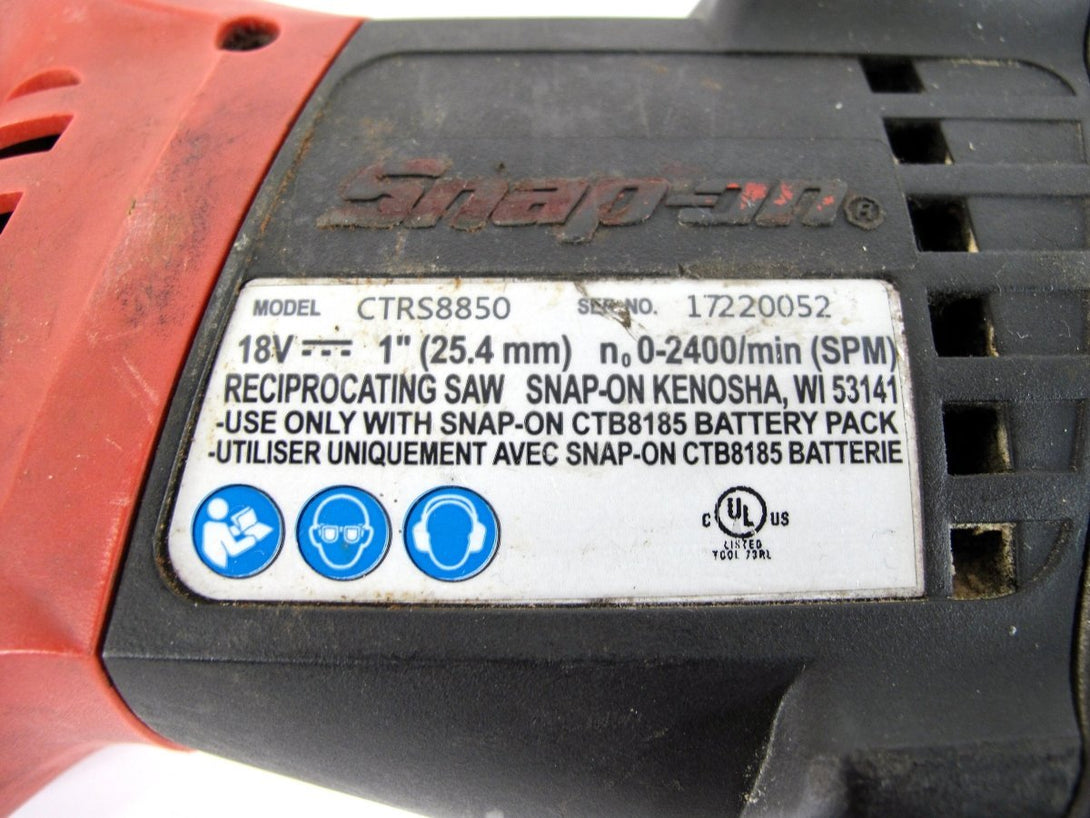 Snap-on®
MODEL CTRS8850 SER. NO. 17220052
18V 1" (25.4 mm) n₀ 0-2400/min (SPM)
RECIPROCATING SAW SNAP-ON KENOSHA, WI 53141
-USE ONLY WITH SNAP-ON CTB8185 BATTERY PACK
-UTILISER UNIQUEMENT AVEC SNAP-ON CTB8185 BATTERIE
C UL US
LISTED
TOOL 73RL